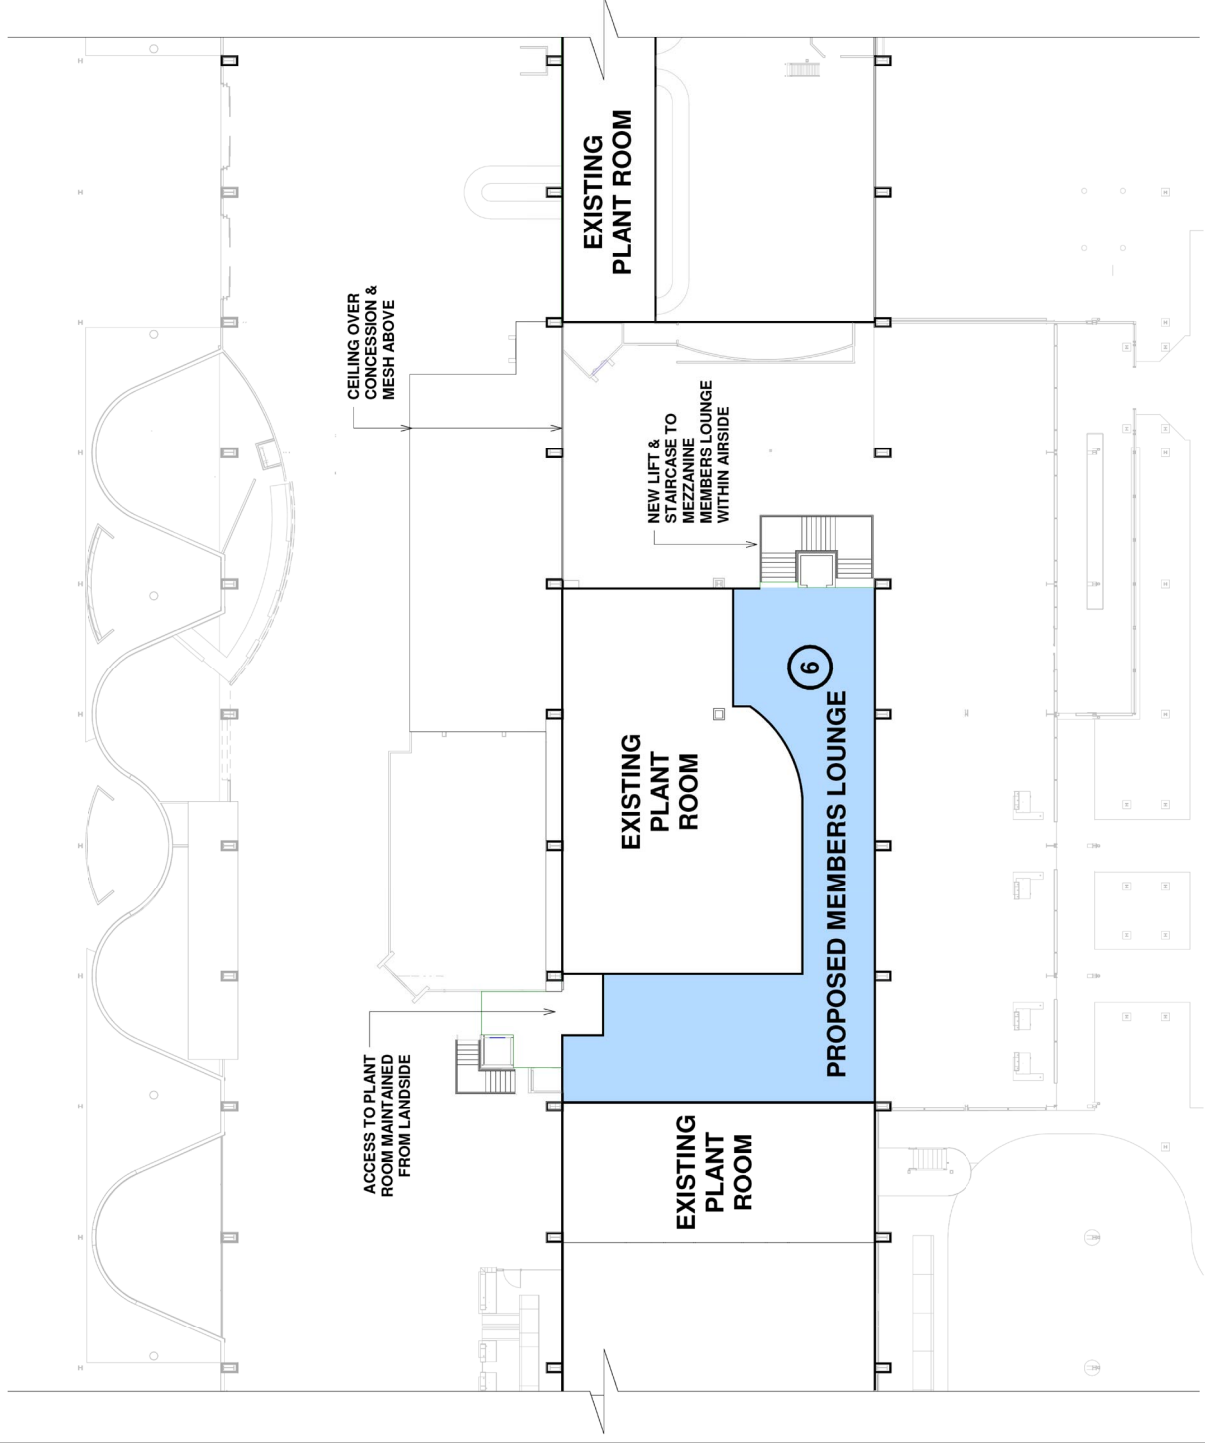 EXISTING
PLANT ROOM
CEILING OVER
CONCESSION &
MESH ABOVE
NEW LIFT &
STAIRCASE TO
MEZZANINE
MEMBERS LOUNGE
WITHIN AIRSIDE
6
PROPOSED MEMBERS LOUNGE
EXISTING
PLANT
ROOM
ACCESS TO PLANT
ROOM MAINTAINED
FROM LANDSIDE
EXISTING
PLANT
ROOM